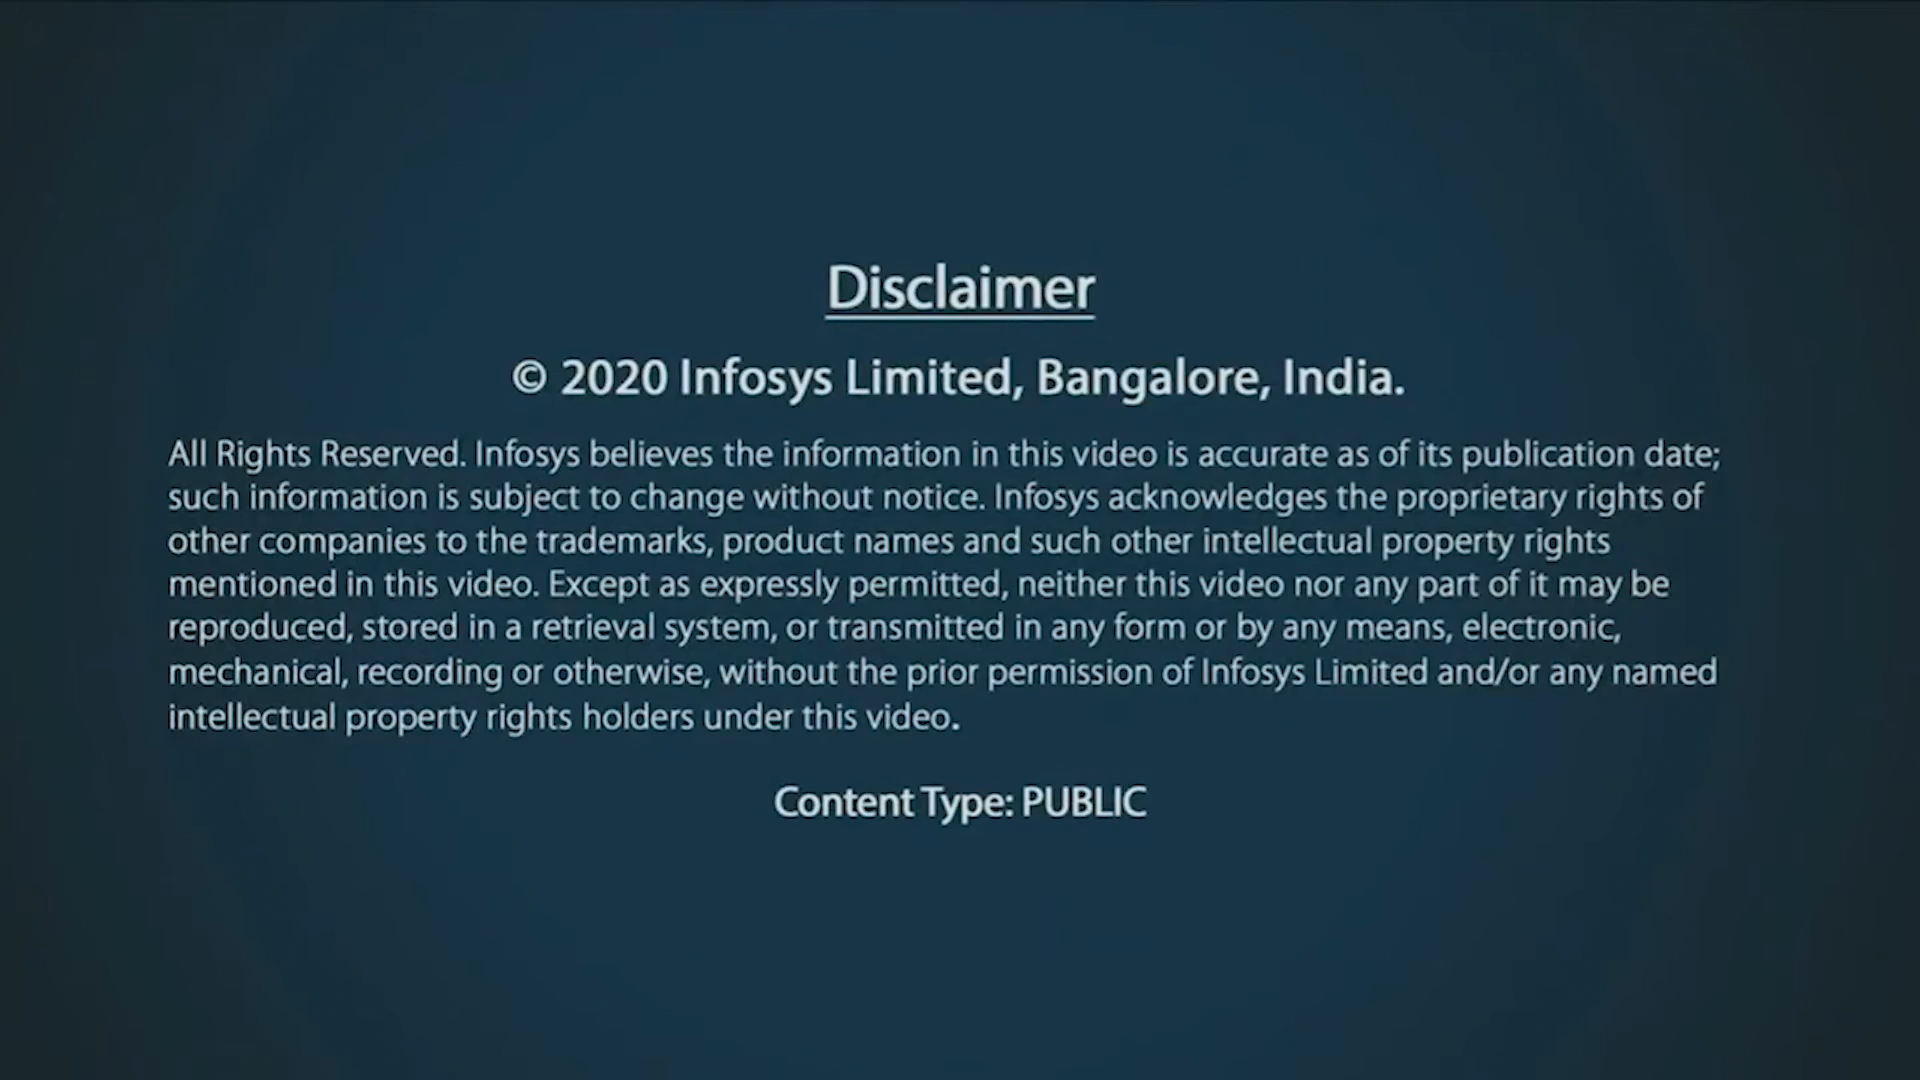 Disclaimer
© 2020 Infosys Limited, Bangalore, India.
All Rights Reserved. Infosys believes the information in this video is accurate as of its publication date;
such information is subject to change without notice. Infosys acknowledges the proprietary rights of
other companies to the trademarks, product names and such other intellectual property rights
mentioned in this video. Except as expressly permitted, neither this video nor any part of it may be
reproduced, stored in a retrieval system, or transmitted in any form or by any means, electronic,
mechanical, recording or otherwise, without the prior permission of Infosys Limited and/or any named
intellectual property rights holders under this video.
Content Type: PUBLIC